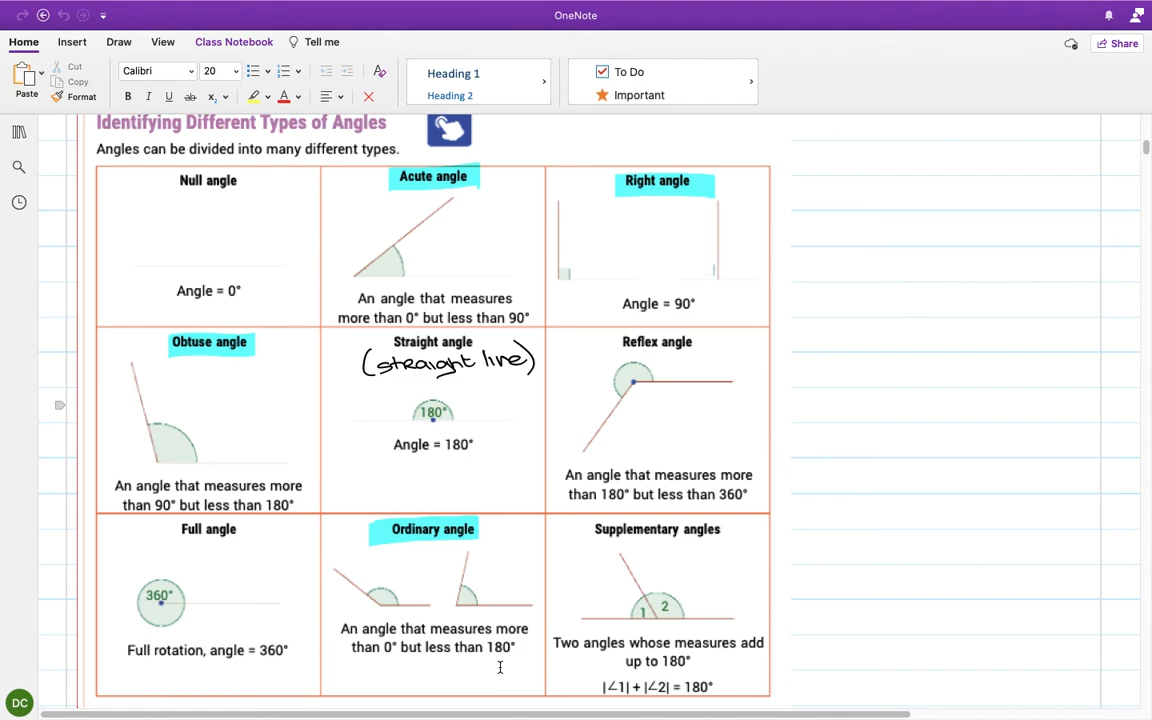 OneNote
Home Insert Draw View Class Notebook Tell me
Share
Paste
Cut
Copy
Format
Calibri 20
B I U ab x₂ A
Heading 1
Heading 2
To Do
Important
Identifying Different Types of Angles
Angles can be divided into many different types.
Null angle
Angle = 0°
Acute angle
An angle that measures
more than 0° but less than 90°
Right angle
Angle = 90°
Obtuse angle
An angle that measures more
than 90° but less than 180°
Straight angle
(straight line)
180°
Angle = 180°
Reflex angle
An angle that measures more
than 180° but less than 360°
Full angle
360°
Full rotation, angle = 360°
Ordinary angle
An angle that measures more
than 0° but less than 180°
Supplementary angles
1 2
Two angles whose measures add
up to 180°
|∠1| + |∠2| = 180°
DC